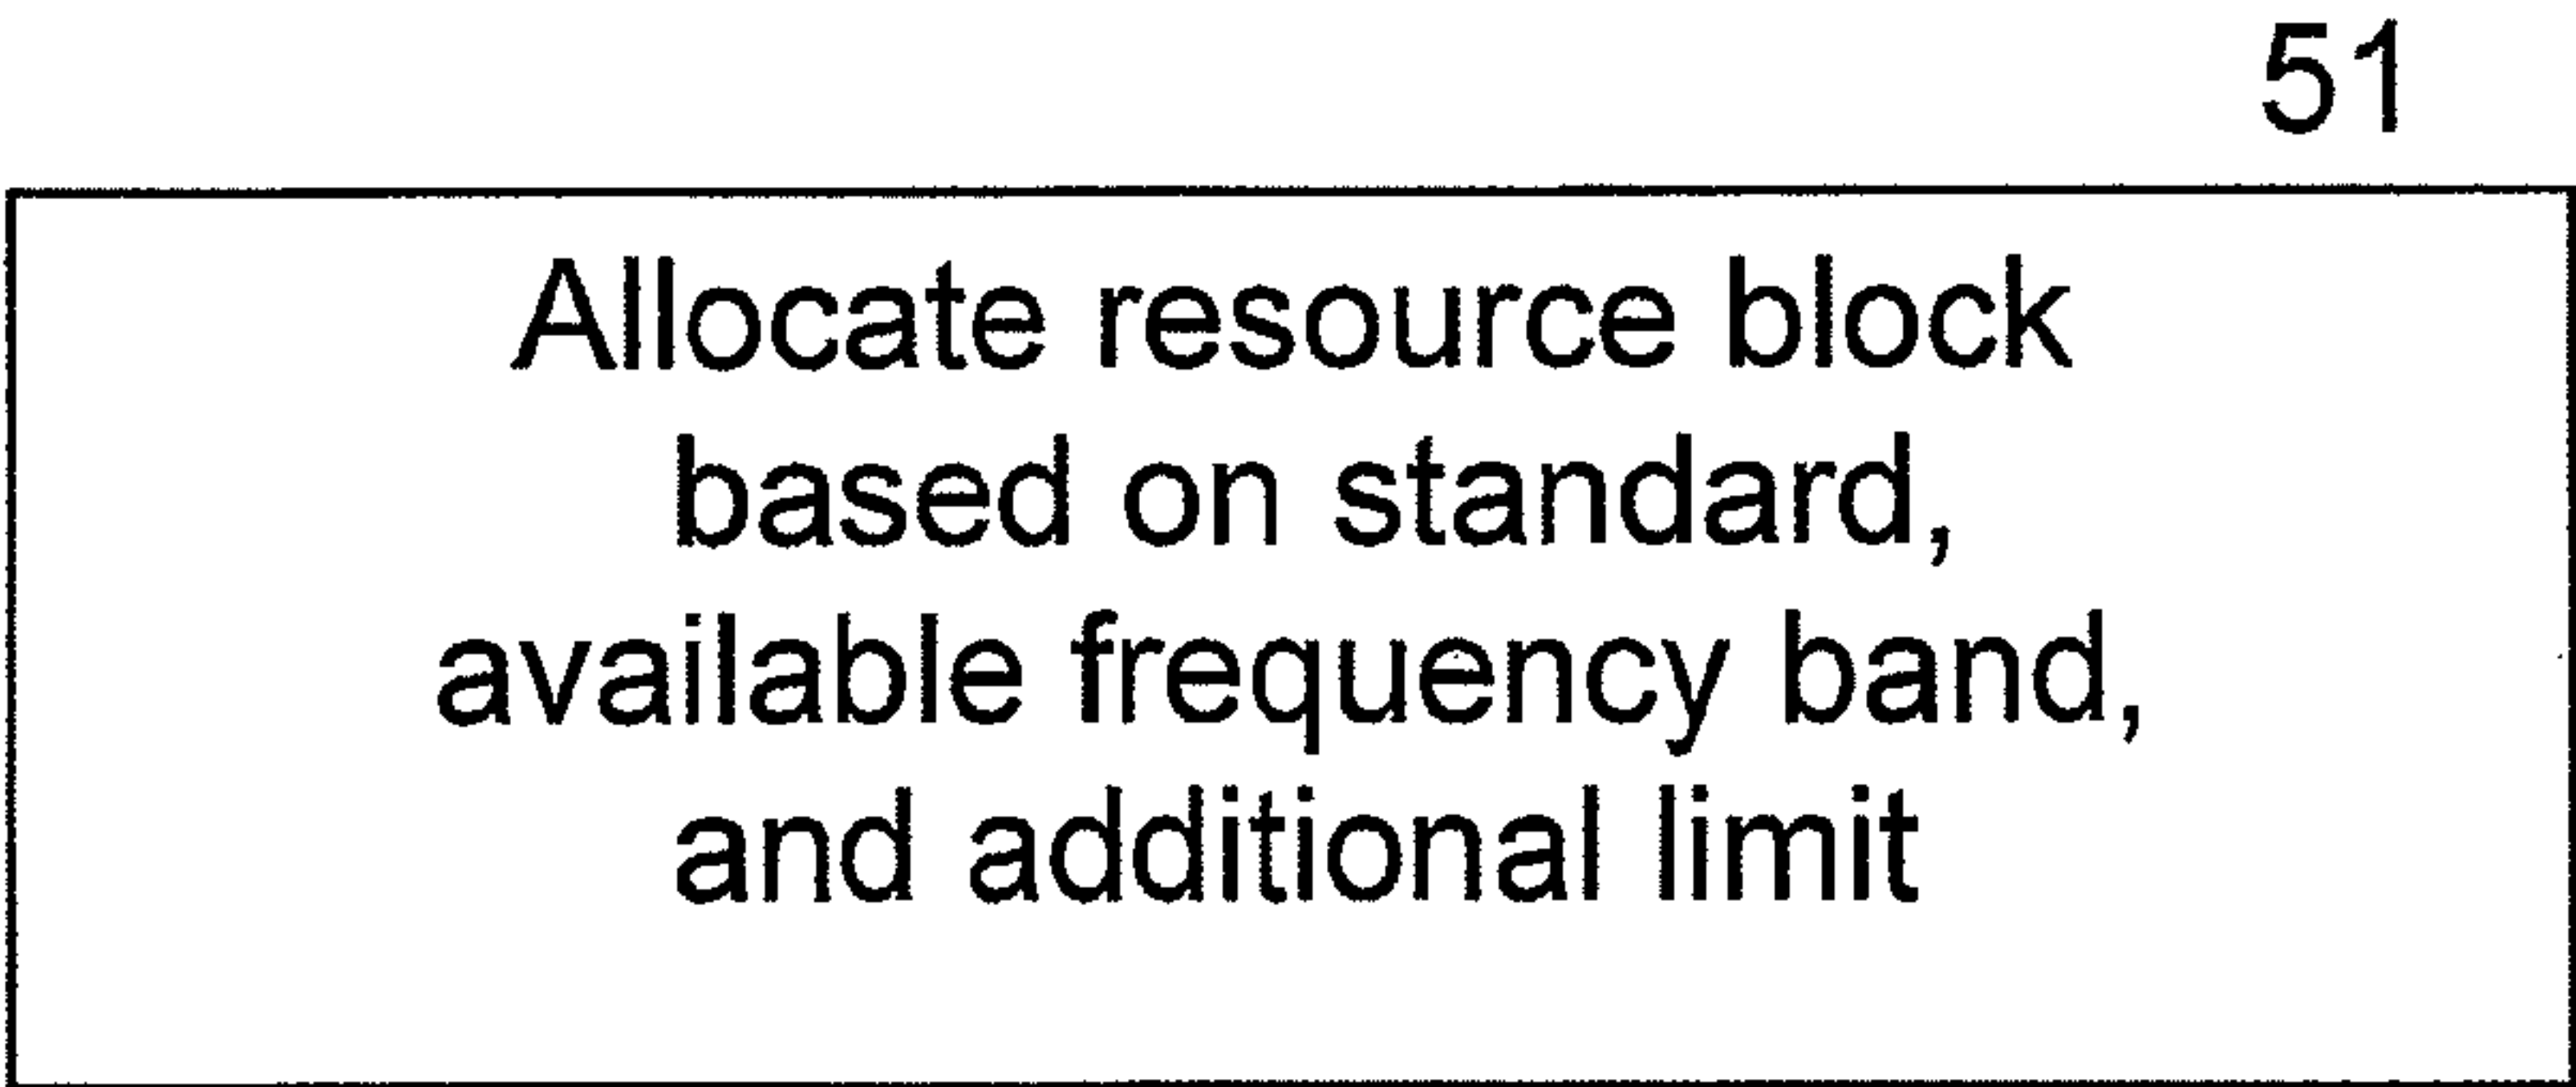 51
Allocate resource block
based on standard,
available frequency band,
and additional limit